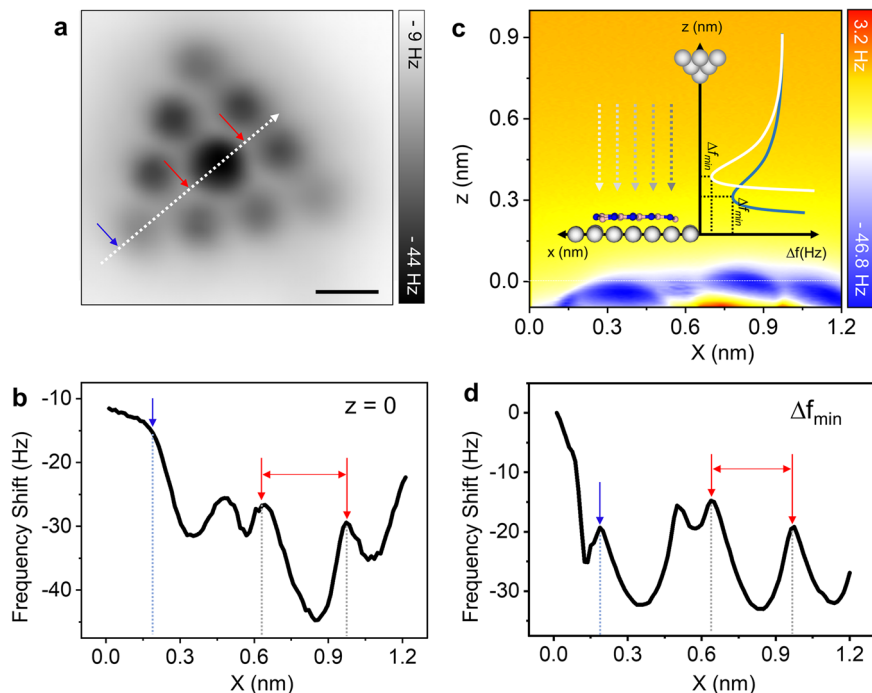 a
- 9 Hz
- 44 Hz
c
z (nm)
0.9
0.6
0.3
0.0
z (nm)
Δf_min
Δf_min
x (nm)
Δf(Hz)
0.0
0.3
0.6
0.9
1.2
X (nm)
3.2 Hz
- 46.8 Hz
b
z = 0
-10
-20
-30
-40
Frequency Shift (Hz)
0.0
0.3
0.6
0.9
1.2
X (nm)
d
Δf_min
0
-10
-20
-30
Frequency Shift (Hz)
0.0
0.3
0.6
0.9
1.2
X (nm)